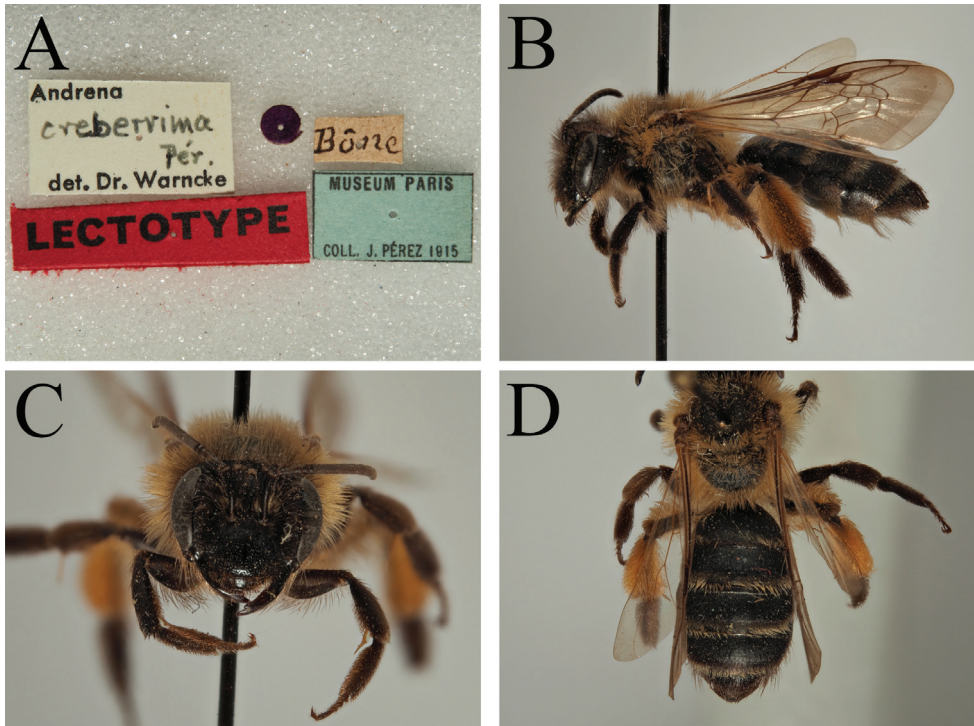 A
Andrena
creberrima
Pér.
det. Dr. Warncke
LECTOTYPE
Bône
MUSEUM PARIS
COLL. J. PÉREZ 1915
B
C
D